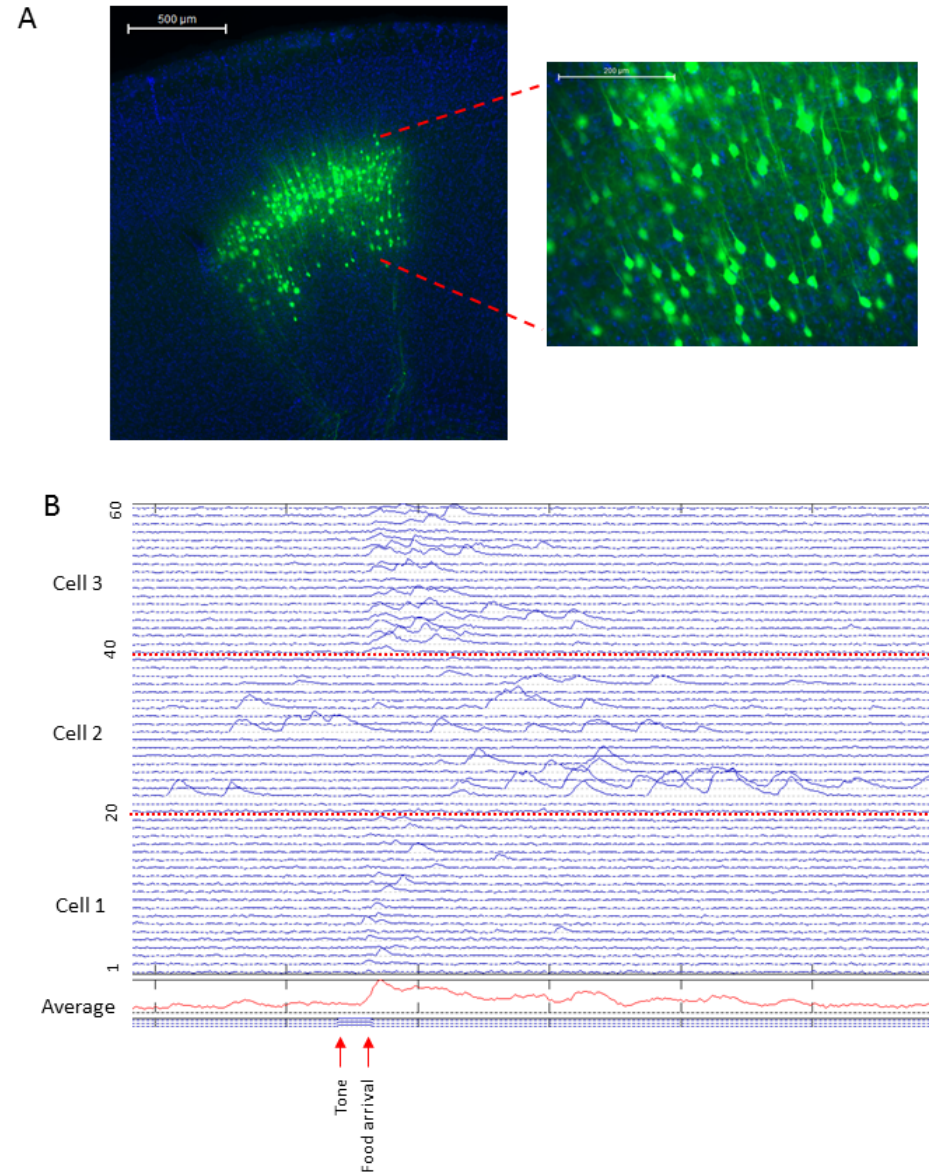 A
500 µm
200 µm
B
60
Cell 3
40
Cell 2
20
Cell 1
1
Average
Tone
Food arrival